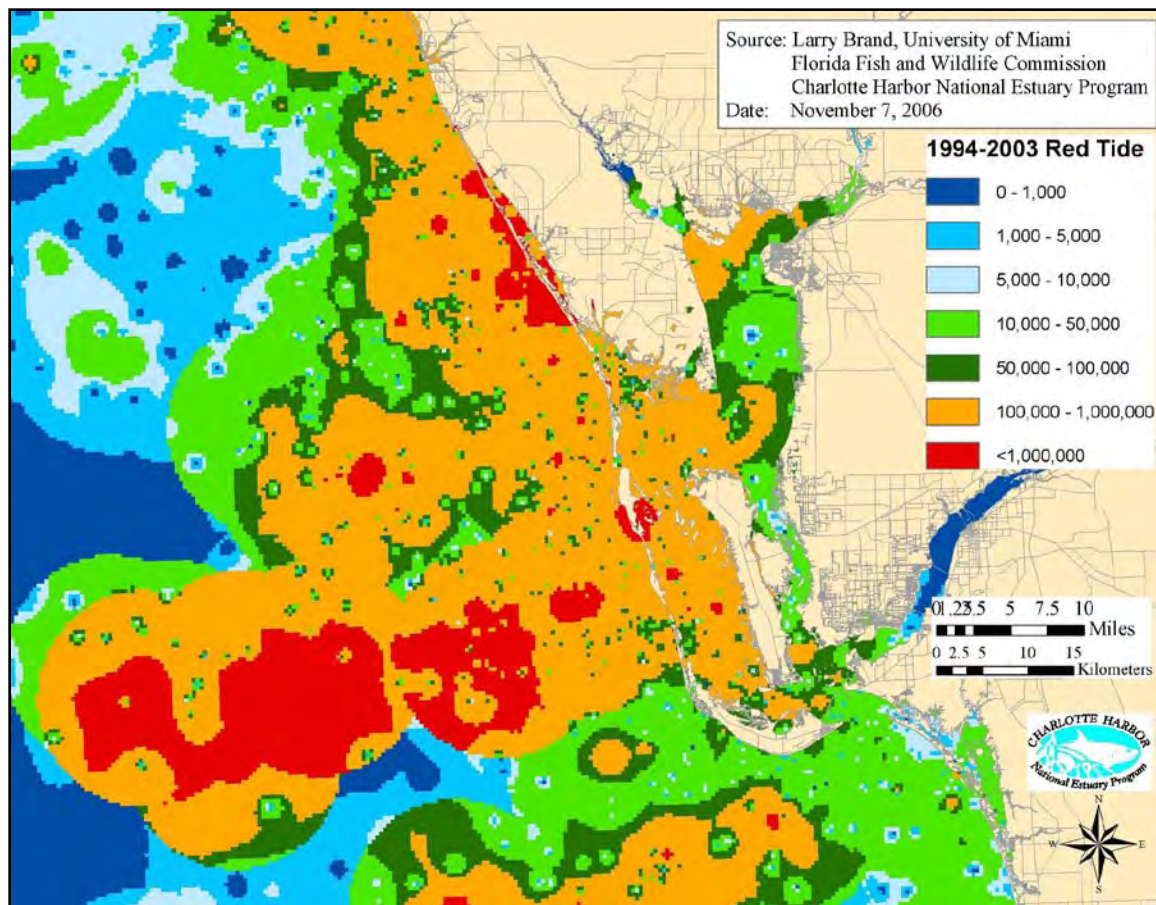 Source: Larry Brand, University of Miami
Florida Fish and Wildlife Commission
Charlotte Harbor National Estuary Program
Date: November 7, 2006
1994-2003 Red Tide
0 - 1,000
1,000 - 5,000
5,000 - 10,000
10,000 - 50,000
50,000 - 100,000
100,000 - 1,000,000
<1,000,000
0 1.25 2.5 5 7.5 10
Miles
0 2.5 5 10 15
Kilometers
CHARLOTTE HARBOR
National Estuary Program
N
W E
S